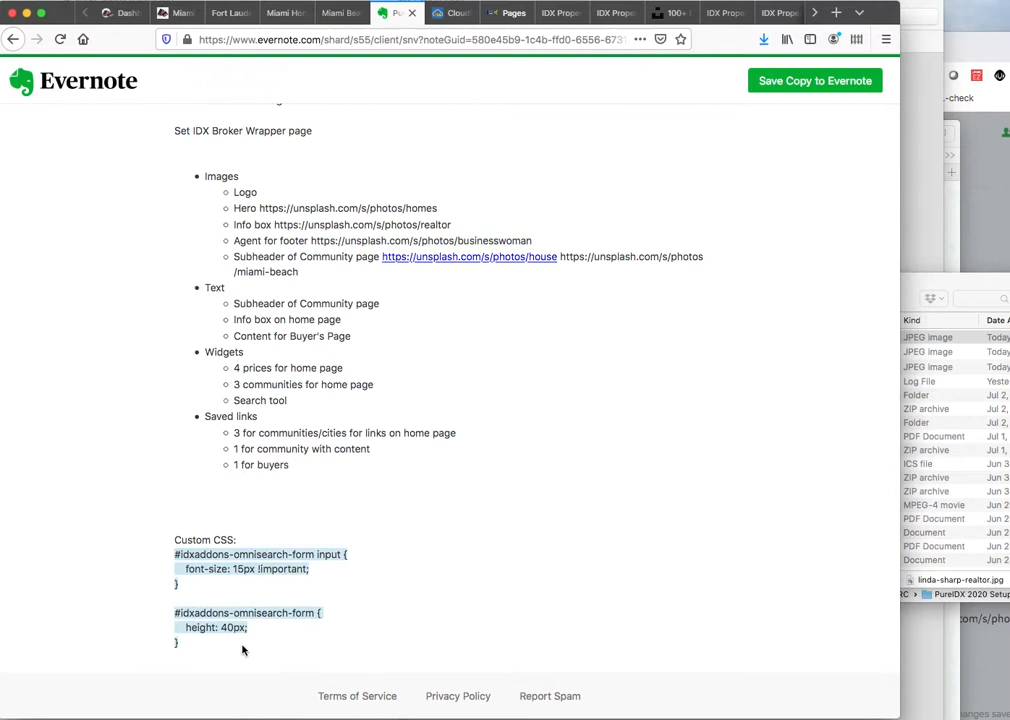 Dashb
Miami
Fort Laude
Miami Hom
Miami Bea
Pu
Cloud
Pages
IDX Prope
IDX Prope
100+ I
IDX Prope
IDX Prope
https://www.evernote.com/shard/s55/client/snv?noteGuid=580e45b9-1c4b-ffd0-6556-6731
Evernote
Save Copy to Evernote
Set IDX Broker Wrapper page
Images
Logo
Hero https://unsplash.com/s/photos/homes
Info box https://unsplash.com/s/photos/realtor
Agent for footer https://unsplash.com/s/photos/businesswoman
Subheader of Community page https://unsplash.com/s/photos/house https://unsplash.com/s/photos
/miami-beach
Text
Subheader of Community page
Info box on home page
Content for Buyer's Page
Widgets
4 prices for home page
3 communities for home page
Search tool
Saved links
3 for communities/cities for links on home page
1 for community with content
1 for buyers
Custom CSS:
#idxaddons-omnisearch-form input {
font-size: 15px !important;
}
#idxaddons-omnisearch-form {
height: 40px;
}
Terms of Service
Privacy Policy
Report Spam
-check
Kind Date A
JPEG image Today
JPEG image Today
JPEG image Today
Log File Yeste
Folder Jul 2,
ZIP archive Jul 2,
Folder Jul 2,
PDF Document Jul 1,
ZIP archive Jul 1,
ICS file Jun 3
ZIP archive Jun 3
ZIP archive Jun 3
MPEG-4 movie Jun 2
PDF Document Jun 2
Document Jun 2
PDF Document Jun 2
Document Jun 2
linda-sharp-realtor.jpg
RC › PureIDX 2020 Setup
com/s/pho
anges save